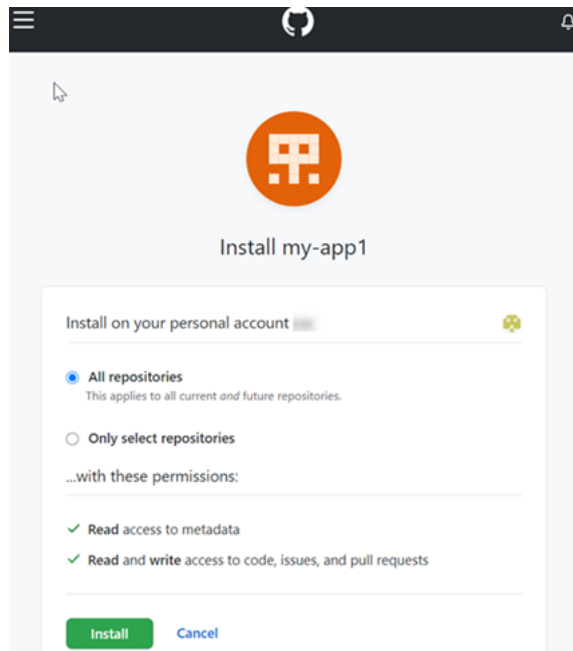 Install my-app1
Install on your personal account
All repositories
This applies to all current and future repositories.
Only select repositories
...with these permissions:
Read access to metadata
Read and write access to code, issues, and pull requests
Install Cancel